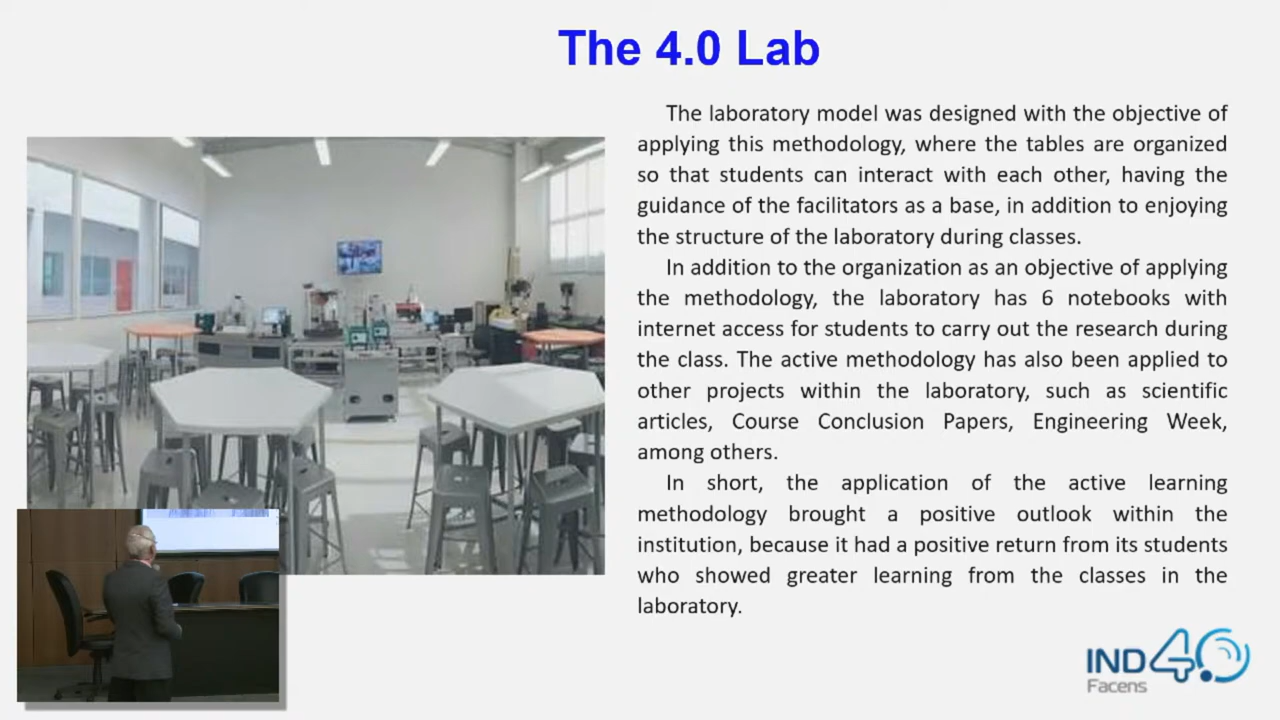 The 4.0 Lab
The laboratory model was designed with the objective of
applying this methodology, where the tables are organized
so that students can interact with each other, having the
guidance of the facilitators as a base, in addition to enjoying
the structure of the laboratory during classes.
In addition to the organization as an objective of applying
the methodology, the laboratory has 6 notebooks with
internet access for students to carry out the research during
the class. The active methodology has also been applied to
other projects within the laboratory, such as scientific
articles, Course Conclusion Papers, Engineering Week,
among others.
In short, the application of the active learning
methodology brought a positive outlook within the
institution, because it had a positive return from its students
who showed greater learning from the classes in the
laboratory.
IND 4.0
Facens